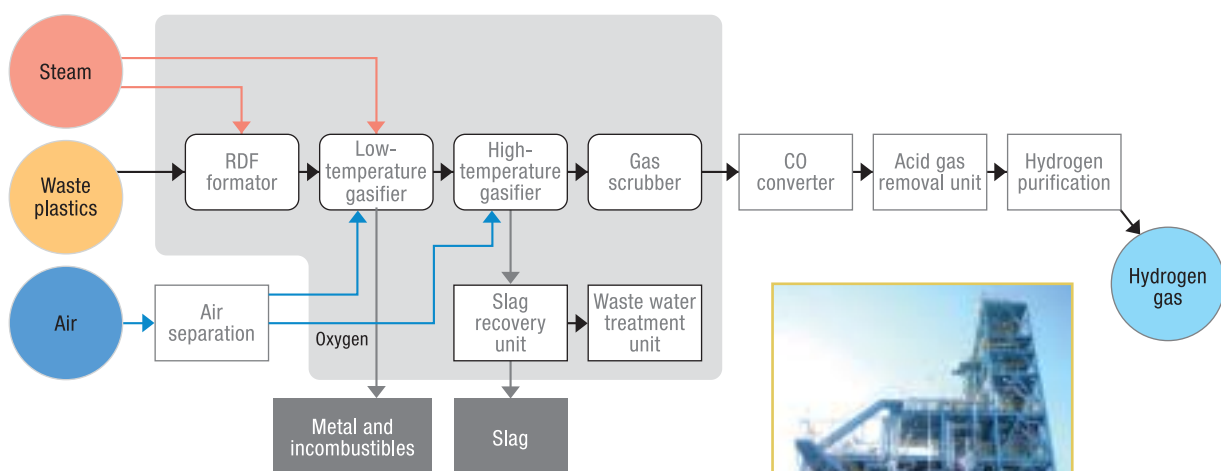 Steam
RDF
formator
Low-
temperature
gasifier
High-
temperature
gasifier
Gas
scrubber
CO
converter
Acid gas
removal unit
Hydrogen
purification
Waste
plastics
Hydrogen
gas
Air
Air
separation
Oxygen
Slag
recovery
unit
Waste water
treatment
unit
Metal and
incombustibles
Slag